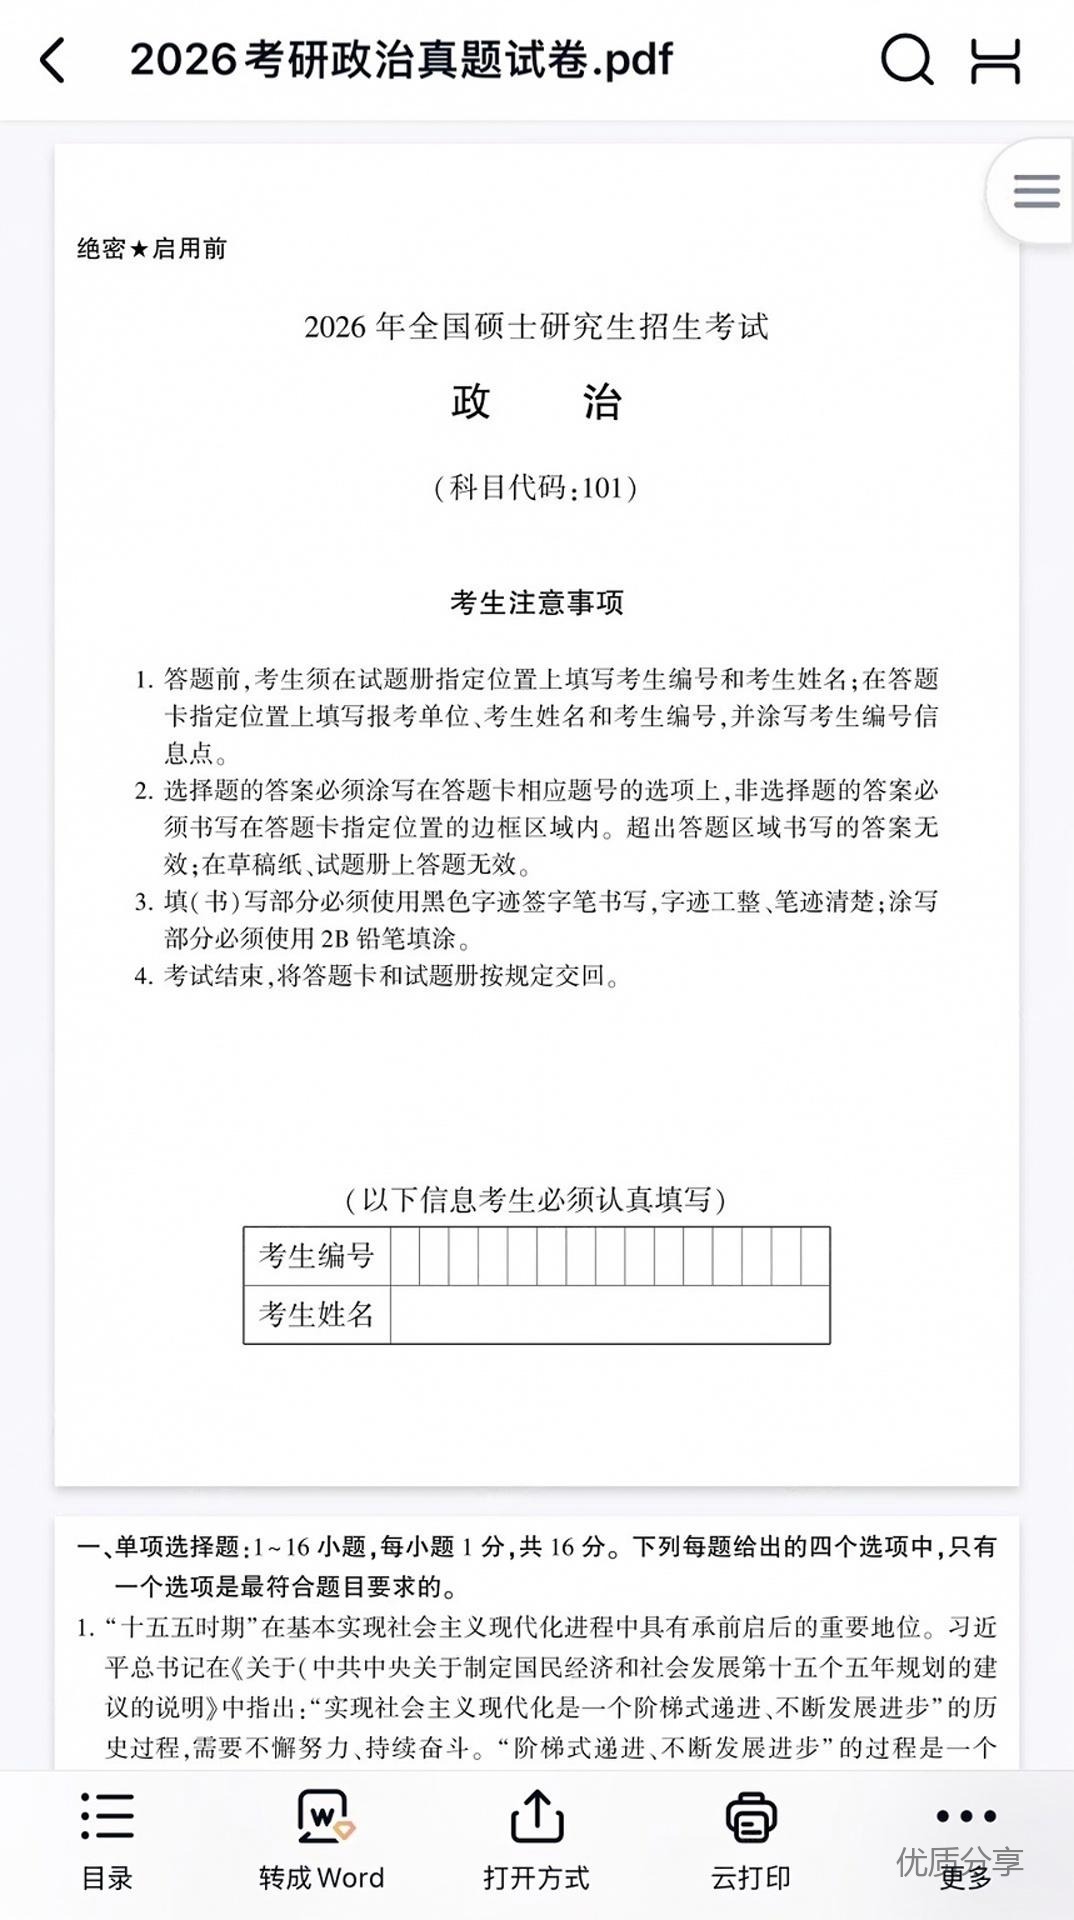 2026考研政治真题试卷.pdf
绝密★启用前
2026 年全国硕士研究生招生考试
政 治
(科目代码:101)
考生注意事项
1. 答题前,考生须在试题册指定位置上填写考生编号和考生姓名;在答题
卡指定位置上填写报考单位、考生姓名和考生编号,并涂写考生编号信
息点。
2. 选择题的答案必须涂写在答题卡相应题号的选项上,非选择题的答案必
须书写在答题卡指定位置的边框区域内。超出答题区域书写的答案无
效;在草稿纸、试题册上答题无效。
3. 填(书)写部分必须使用黑色字迹签字笔书写,字迹工整、笔迹清楚;涂写
部分必须使用 2B 铅笔填涂。
4. 考试结束,将答题卡和试题册按规定交回。
(以下信息考生必须认真填写)
考生编号
考生姓名
一、单项选择题:1~16 小题,每小题 1 分,共 16 分。下列每题给出的四个选项中,只有
一个选项是最符合题目要求的。
1. “十五五时期”在基本实现社会主义现代化进程中具有承前启后的重要地位。习近
平总书记在《关于(中共中央关于制定国民经济和社会发展第十五个五年规划的建
议的说明》中指出:“实现社会主义现代化是一个阶梯式递进、不断发展进步”的历
史过程,需要不懈努力、持续奋斗。“阶梯式递进、不断发展进步”的过程是一个
目录
转成Word
打开方式
云打印
更多
优质分享